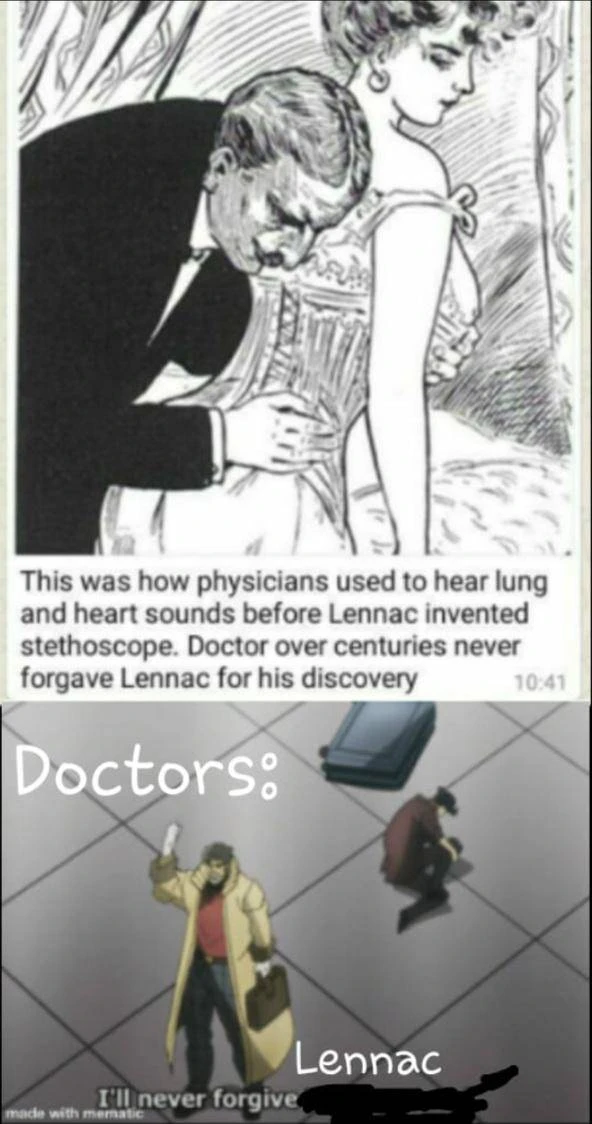 This was how physicians used to hear lung
and heart sounds before Lennac invented
stethoscope. Doctor over centuries never
forgave Lennac for his discovery
10:41
Doctors:
Lennac
I'll never forgive
made with mematic